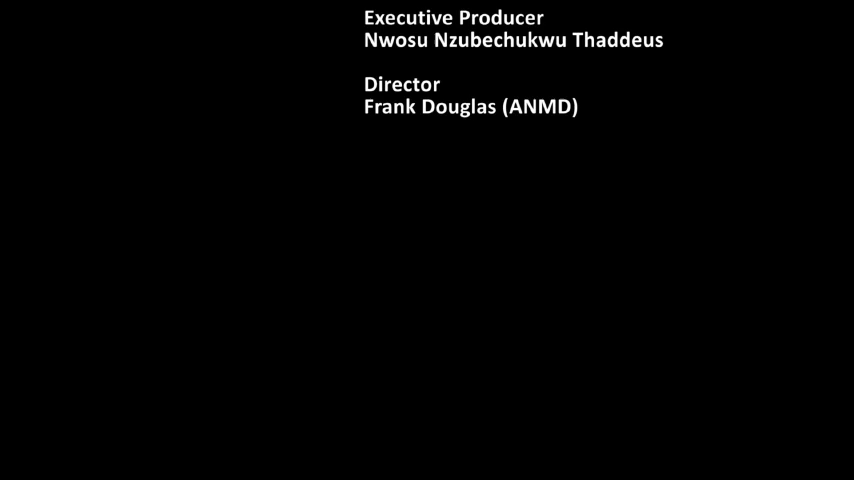 Executive Producer
Nwosu Nzubechukwu Thaddeus
Director
Frank Douglas (ANMD)